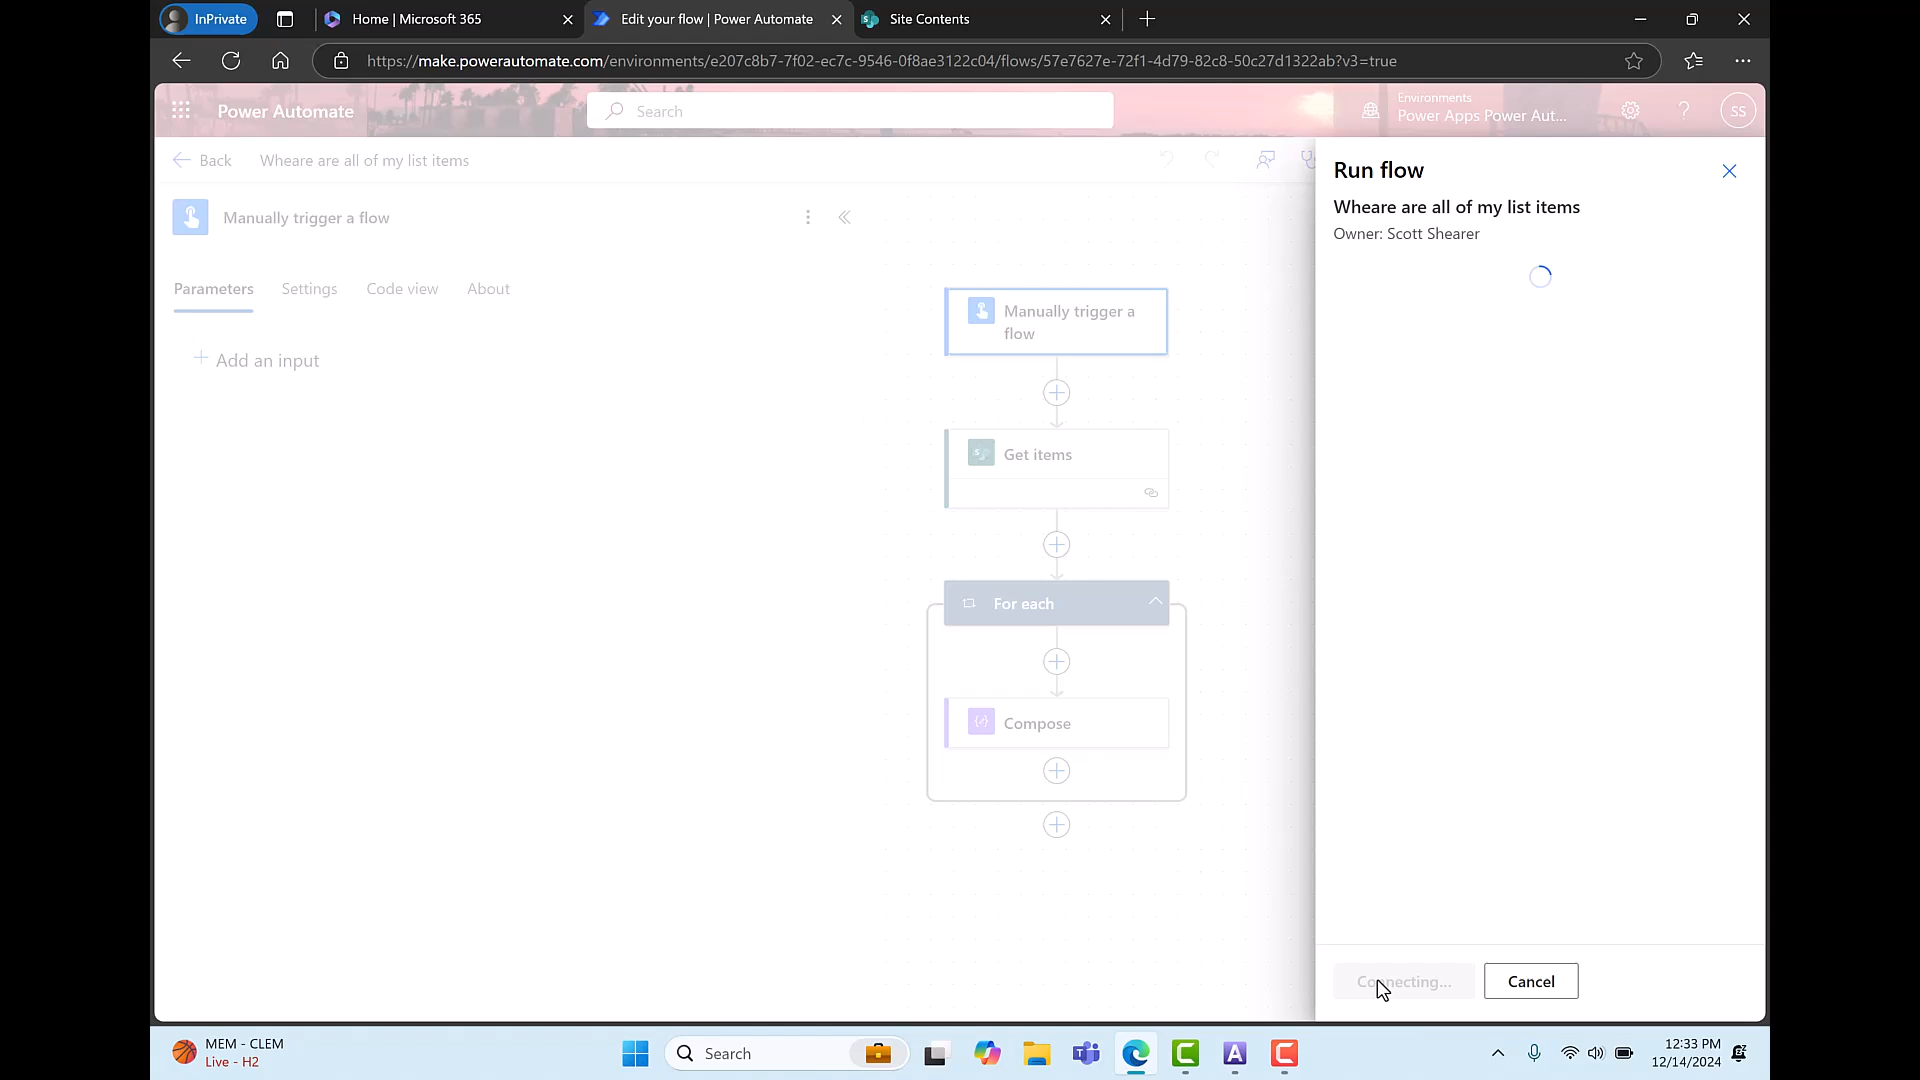 InPrivate
Home | Microsoft 365
Edit your flow | Power Automate
Site Contents
https://make.powerautomate.com/environments/e207c8b7-7f02-ec7c-9546-0f8ae3122c04/flows/57e7627e-72f1-4d79-82c8-50c27d1322ab?v3=true
Power Automate
Search
Environments
Power Apps Power Aut...
SS
Back
Wheare are all of my list items
Manually trigger a flow
Parameters
Settings
Code view
About
Add an input
Manually trigger a
flow
Get items
For each
Compose
Run flow
Wheare are all of my list items
Owner: Scott Shearer
Connecting...
Cancel
MEM - CLEM
Live - H2
Search
12:33 PM
12/14/2024